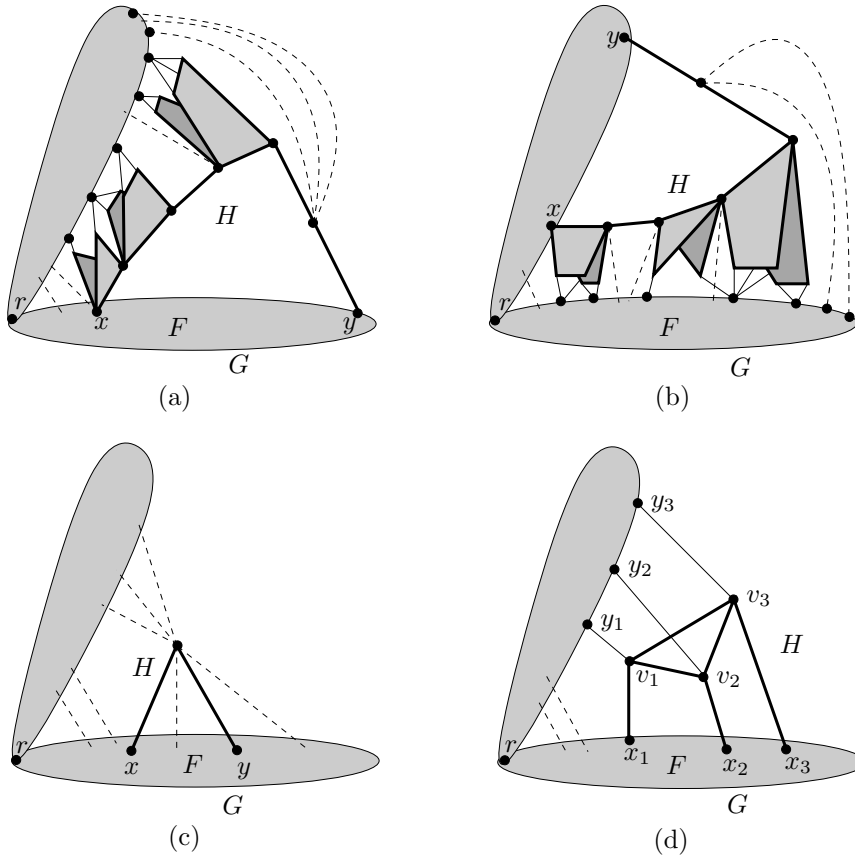 H
r
x
F
y
G
(a)
y
H
x
r
F
G
(b)
H
r
x
F
y
G
(c)
y₃
y₂
y₁
v₃
H
v₁
v₂
r
x₁
F
x₂
x₃
G
(d)